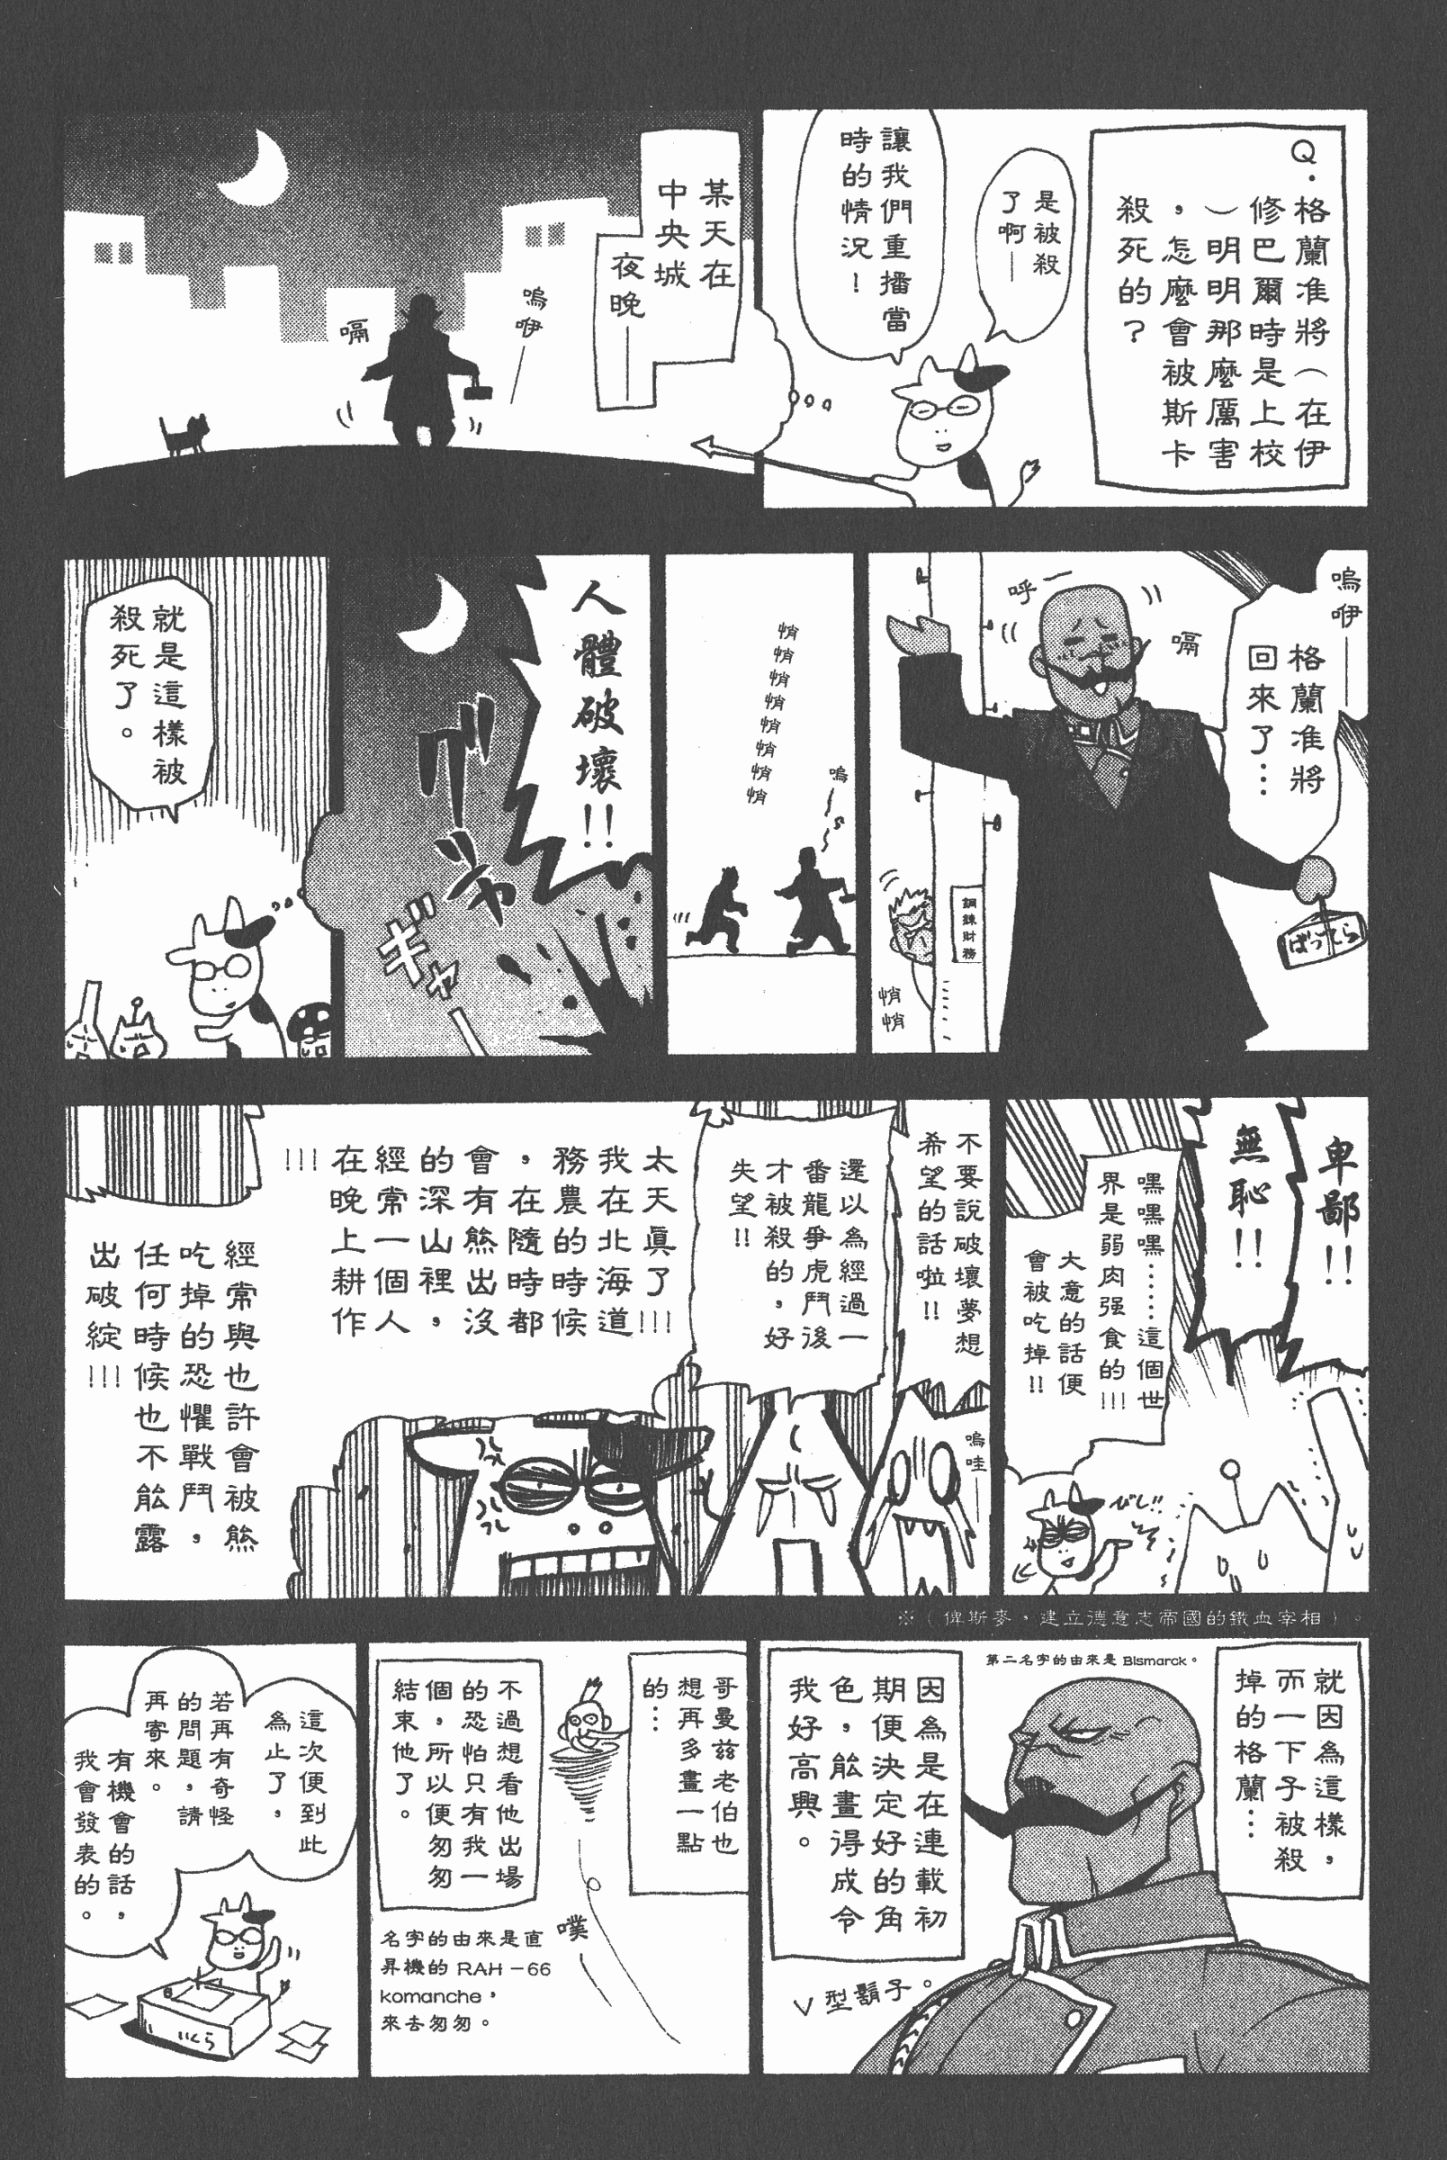 Q.格蘭准將（在伊
修巴爾時是上校
）明明那麼厲害
，怎麼會被斯卡
殺死的？
是被殺
了啊—
讓我們重播當
時的情況！
某天在
中央城
夜晚—
嗚咿—
嗝
嗚咿—
格蘭准將
回來了…
呼—
嗝
ばってら
鋼鍊財務
悄悄
嗚
悄悄悄悄悄悄悄悄
人體破壞!!
グシャ
ギャー
就是這樣被
殺死了。
卑鄙!!
無恥!!
嘿嘿嘿……這個世
界是弱肉强食的!!!
大意的話便
會被吃掉!!
びし!!
不要說破壞夢想
希望的話啦!!
嗚哇—
還以為經過一
番龍爭虎鬥後
才被殺的，好
失望!!
太天真了!!!
我在北海道
務農的時候
，在隨時都
會有熊出沒
的深山裡，
經常一個人
在晚上耕作
!!!
經常與也許會被熊
吃掉的恐懼戰鬥，
任何時候也不能露
出破綻!!!
※（俾斯麥，建立德意志帝國的鐵血宰相）。
就因為這樣，
而一下子被殺
掉的格蘭…
第二名字的由來是 Bismarck。
因為是在連載初
期便決定好的角
色，能畫得成令
我好高興。
V型鬍子。
哥曼茲老伯也
想再多畫一點
的…
不過想看他出場
的恐怕只有我一
個，所以便匆匆
結束他了。
噗
名字的由來是直
昇機的 RAH－66
komanche，
來去匆匆。
這次便到此
為止了，
若再有奇怪
的問題，請
再寄來。
有機會的話，
我會發表的。
いくら